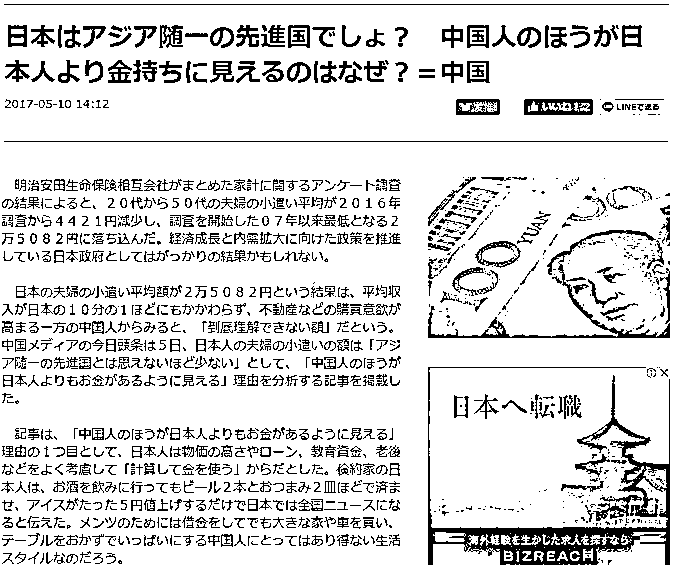 日本はアジア随一の先進国でしょ？　中国人のほうが日
本人より金持ちに見えるのはなぜ？＝中国
2017-05-10 14:12
LINEで送る
明治安田生命保険相互会社がまとめた家計に関するアンケート調査
の結果によると、２０代から５０代の夫婦の小遣い平均が２０１６年
調査から４４２１円減少し、調査を開始した０７年以来最低となる２
万５０８２円に落ち込んだ。経済成長と内需拡大に向けた政策を推進
している日本政府としてはがっかりの結果かもしれない。
日本の夫婦の小遣い平均額が２万５０８２円という結果は、平均収
入が日本の１０分の１ほどにもかかわらず、不動産などの購買意欲が
高まる一方の中国人からみると、「到底理解できない額」だという。
中国メディアの今日頭条は５日、日本人の夫婦の小遣いの額は「アジ
ア随一の先進国とは思えないほど少ない」として、「中国人のほうが
日本人よりもお金があるように見える」理由を分析する記事を掲載し
た。
記事は、「中国人のほうが日本人よりもお金があるように見える」
理由の１つ目として、日本人は物価の高さやローン、教育資金、老後
などをよく考慮して「計算して金を使う」からだとした。倹約家の日
本人は、お酒を飲みに行ってもビール２本とおつまみ２皿ほどで済ま
せ、アイスがたった５円値上げするだけで日本では全国ニュースにな
ると伝えた。メンツのためには借金をしてでも大きな家や車を買い、
テーブルをおかずでいっぱいにする中国人にとってはあり得ない生活
スタイルなのだろう。
100
YUAN
日本へ転職
海外経験を生かした求人を探すなら
BIZREACH